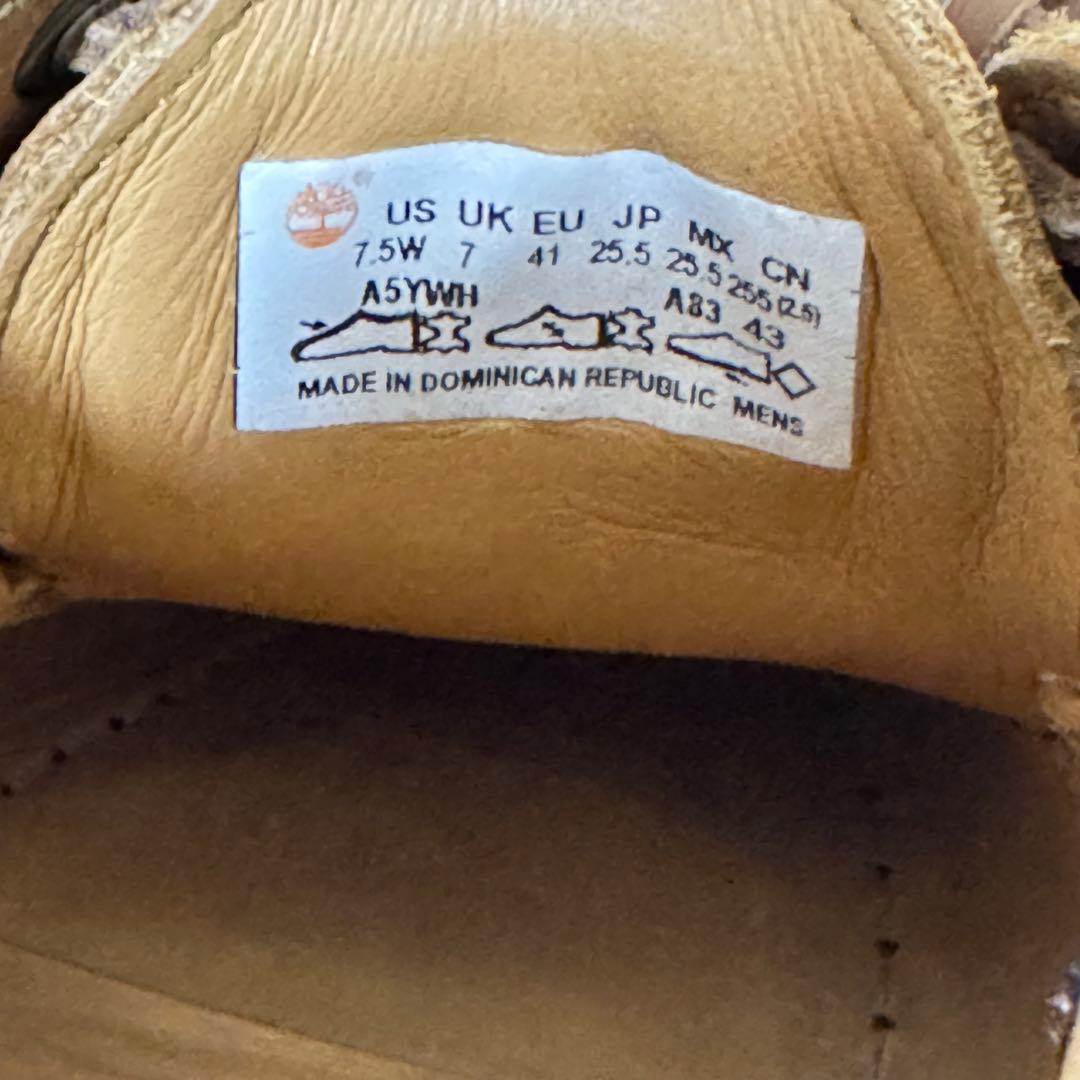 US UK EU JP MX CN
7.5W 7 41 25.5 25.5 255 (2.5)
A5YWH A83 43
MADE IN DOMINICAN REPUBLIC MENS